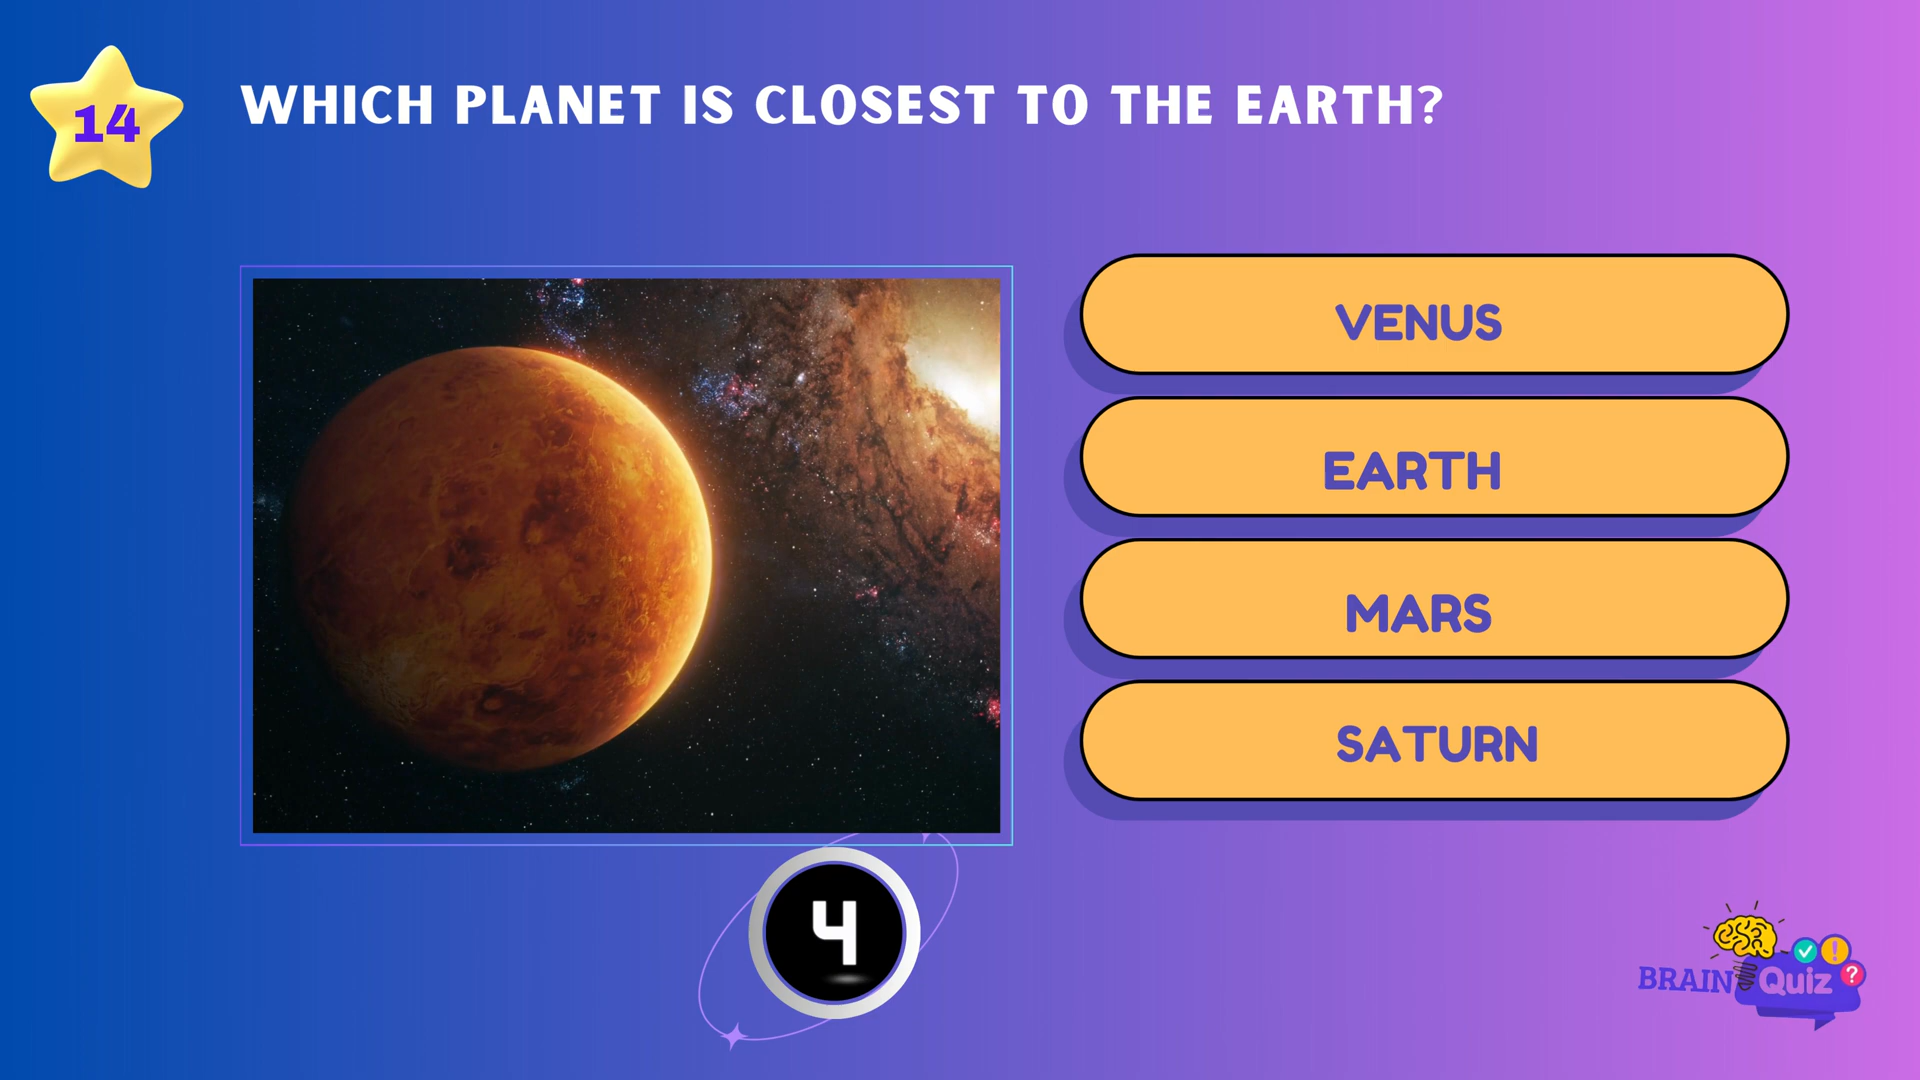 14
WHICH PLANET IS CLOSEST TO THE EARTH?
VENUS
EARTH
MARS
SATURN
4
BRAIN Quiz